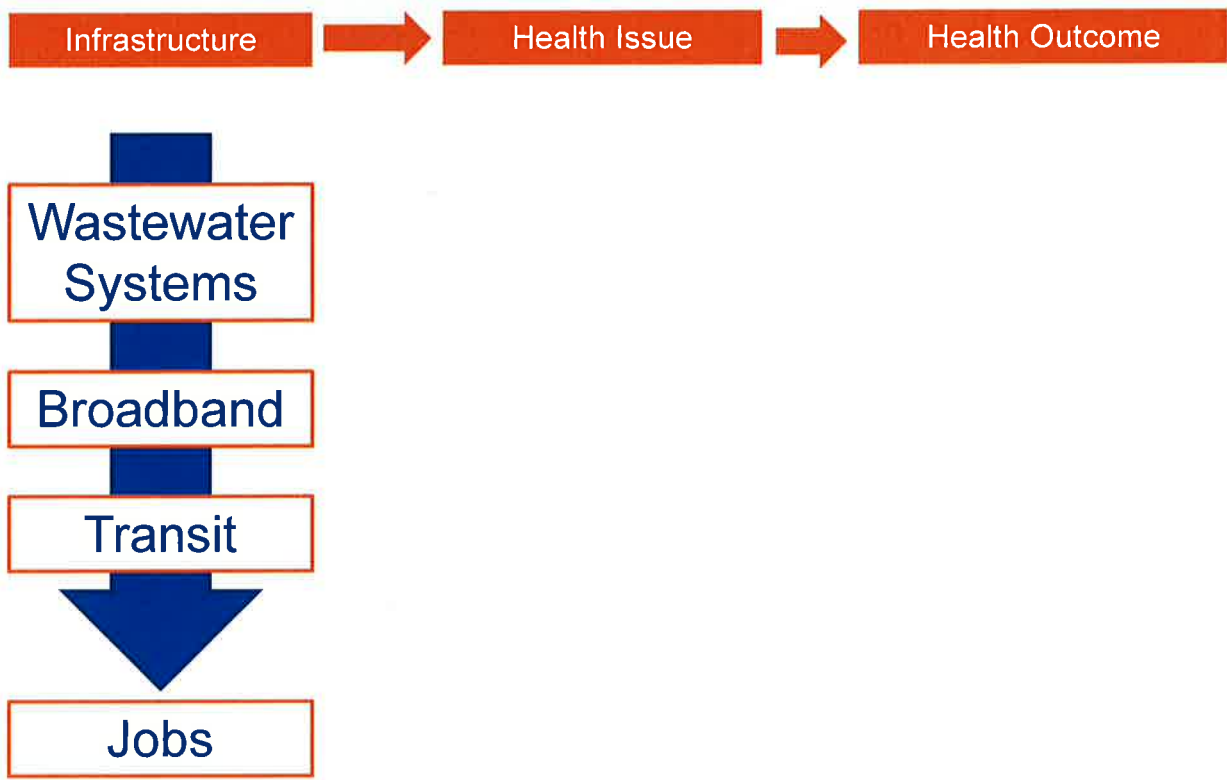 Infrastructure
Health Issue
Health Outcome
Wastewater
Systems
Broadband
Transit
Jobs